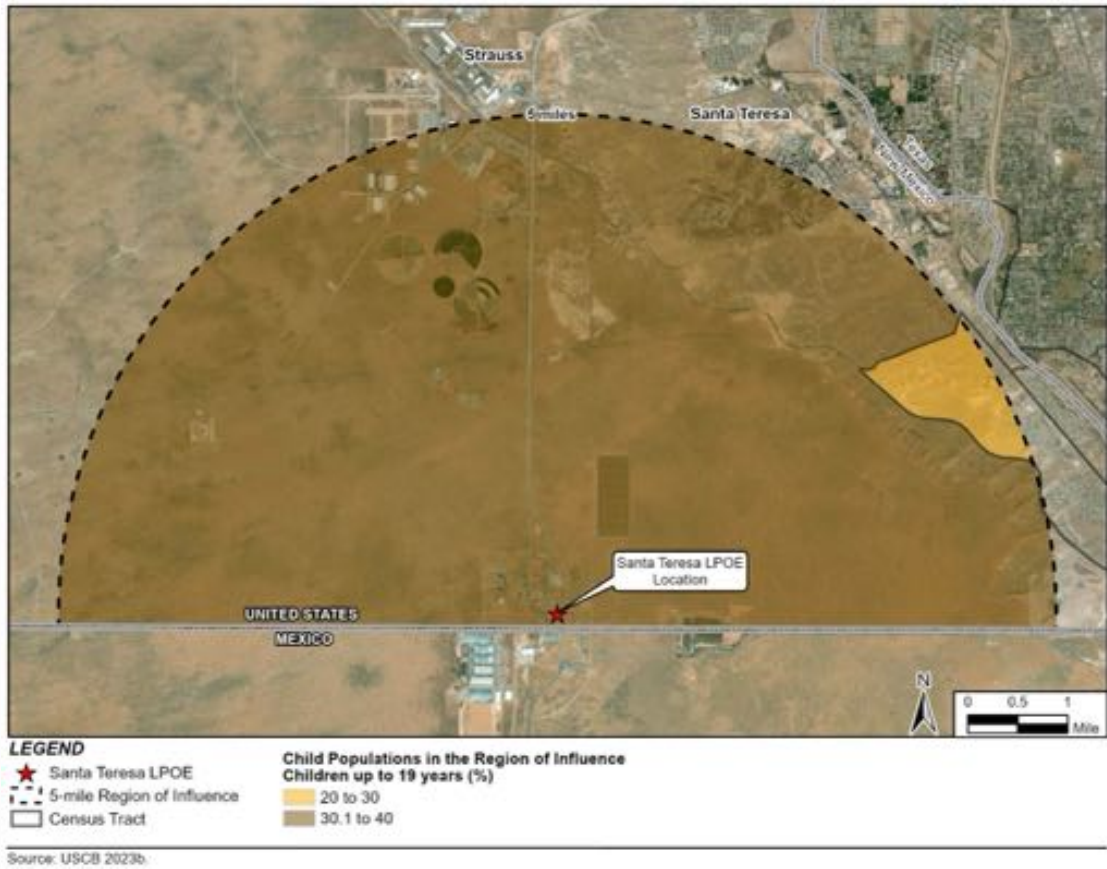 Strauss
5 miles
Santa Teresa
Texas
New Mexico
Santa Teresa LPOE
Location
UNITED STATES
MEXICO
N
0 0.5 1
Mile
LEGEND
Santa Teresa LPOE
5-mile Region of Influence
Census Tract
Child Populations in the Region of Influence
Children up to 19 years (%)
20 to 30
30.1 to 40
Source: USCB 2023b.